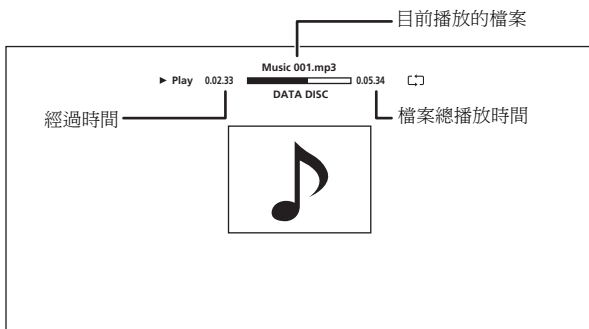 目前播放的檔案
Music 001.mp3
► Play 0.02.33 0.05.34
DATA DISC
經過時間
檔案總播放時間